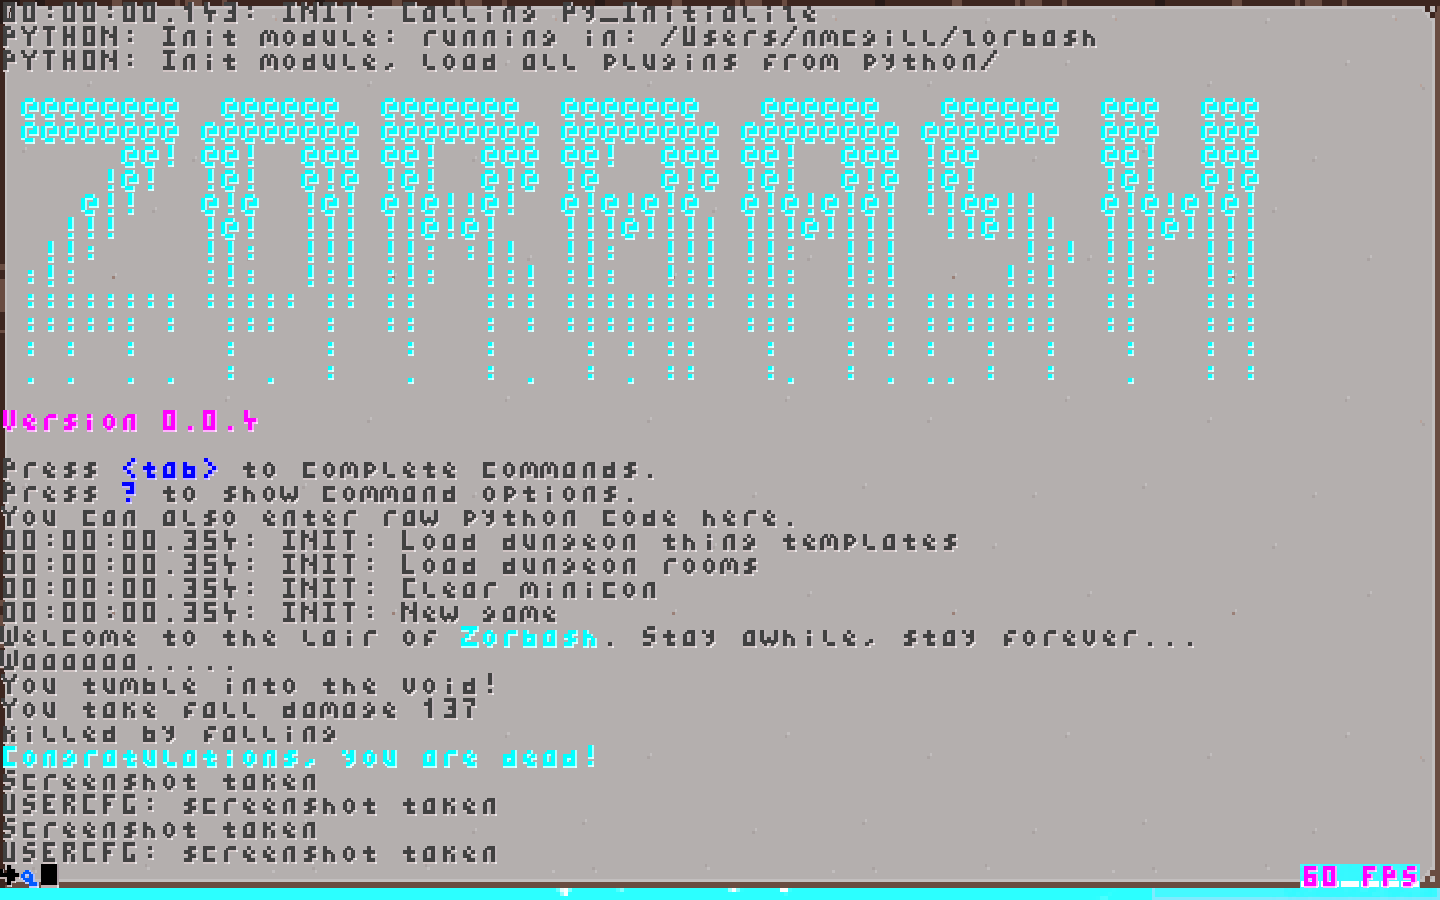 00:00:00.143: INIT: Calling Py_Initialize
PYTHON: Init module: running in: /Users/nmcgill/zorbash
PYTHON: Init module, load all plugins from python/
ZORBASH
Version 0.0.4
Press <tab> to complete commands.
Press ? to show command options.
You can also enter raw python code here.
00:00:00.354: INIT: Load dungeon thing templates
00:00:00.354: INIT: Load dungeon rooms
00:00:00.354: INIT: Clear minicon
00:00:00.354: INIT: New game
Welcome to the lair of Zorbash. Stay awhile, stay forever...
Waaaaaa.....
You tumble into the void!
You take fall damage 137
Killed by falling
Congratulations, you are dead!
Screenshot taken
USERCFG: screenshot taken
Screenshot taken
USERCFG: screenshot taken
q
60 FPS